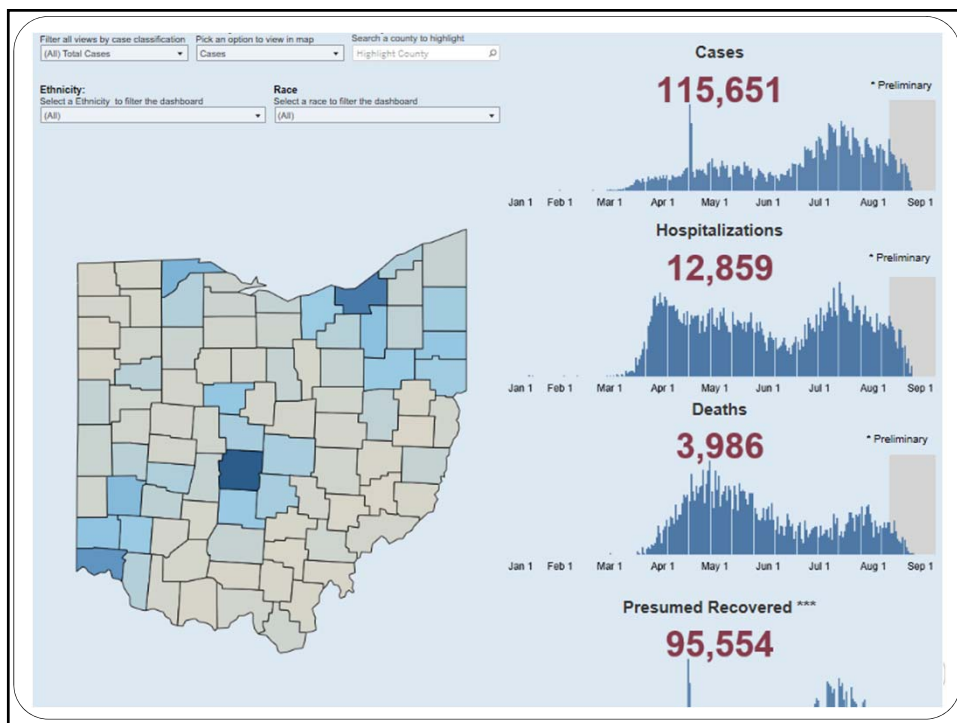 Filter all views by case classification
(All) Total Cases
Pick an option to view in map
Cases
Search a county to highlight
Highlight County
Ethnicity:
Select a Ethnicity to filter the dashboard
(All)
Race
Select a race to filter the dashboard
(All)
Cases
115,651
* Preliminary
Jan 1 Feb 1 Mar 1 Apr 1 May 1 Jun 1 Jul 1 Aug 1 Sep 1
Hospitalizations
12,859
* Preliminary
Jan 1 Feb 1 Mar 1 Apr 1 May 1 Jun 1 Jul 1 Aug 1 Sep 1
Deaths
3,986
* Preliminary
Jan 1 Feb 1 Mar 1 Apr 1 May 1 Jun 1 Jul 1 Aug 1 Sep 1
Presumed Recovered ***
95,554